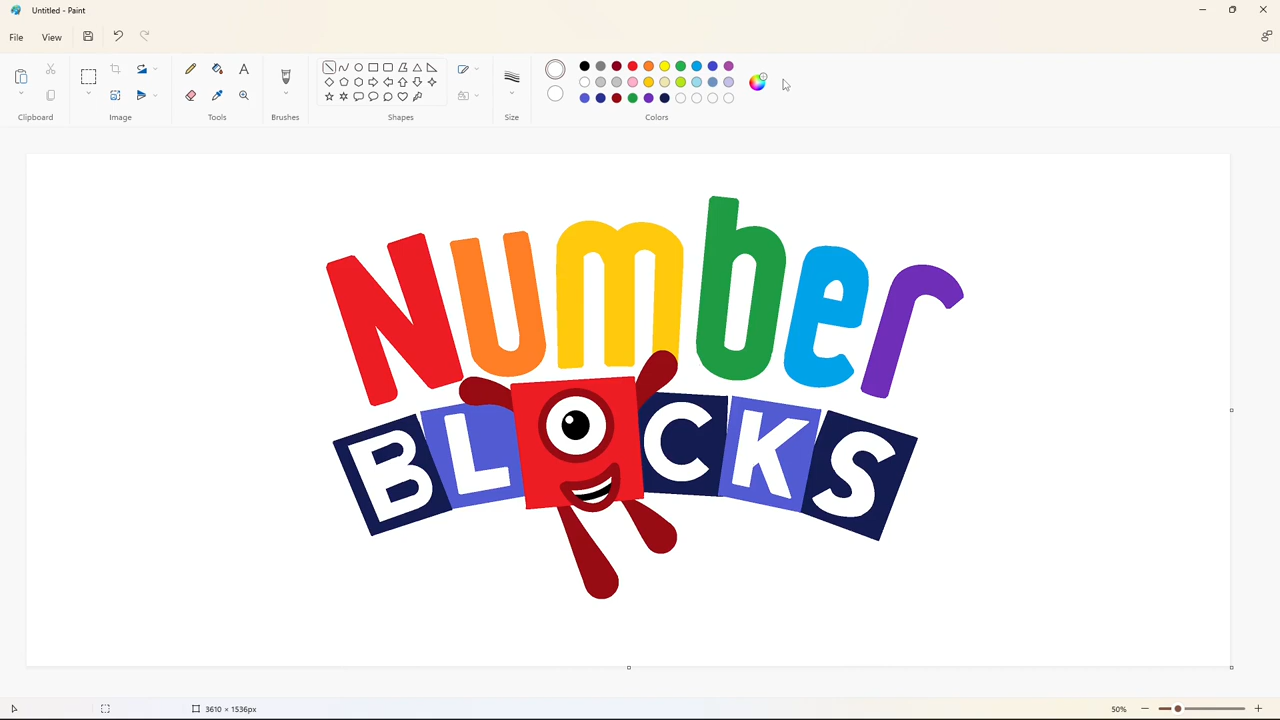 Untitled - Paint
File View
Clipboard Image Tools Brushes Shapes Size Colors
Number
BLOCKS
3610 × 1536px 50%